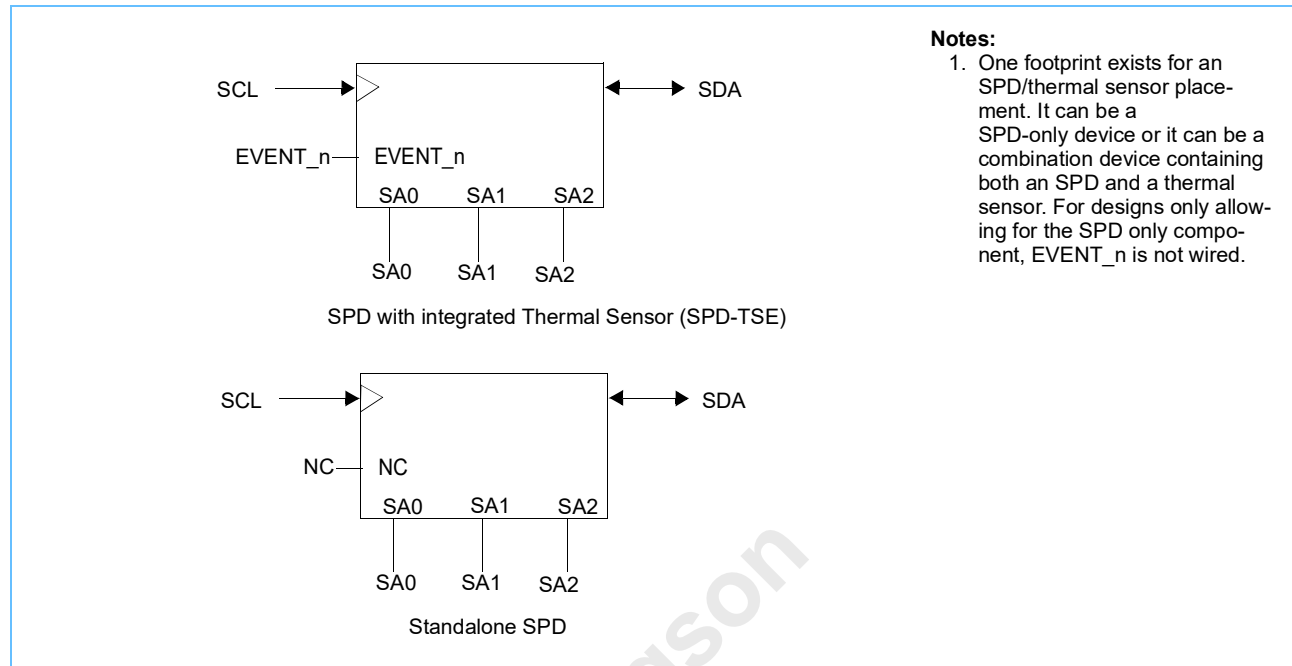 Notes:
1. One footprint exists for an
SPD/thermal sensor place-
ment. It can be a
SPD-only device or it can be a
combination device containing
both an SPD and a thermal
sensor. For designs only allow-
ing for the SPD only compo-
nent, EVENT_n is not wired.
SCL
SDA
EVENT_n
EVENT_n
SA0 SA1 SA2
SA0 SA1 SA2
SPD with integrated Thermal Sensor (SPD-TSE)
SCL
SDA
NC
NC
SA0 SA1 SA2
SA0 SA1 SA2
Standalone SPD